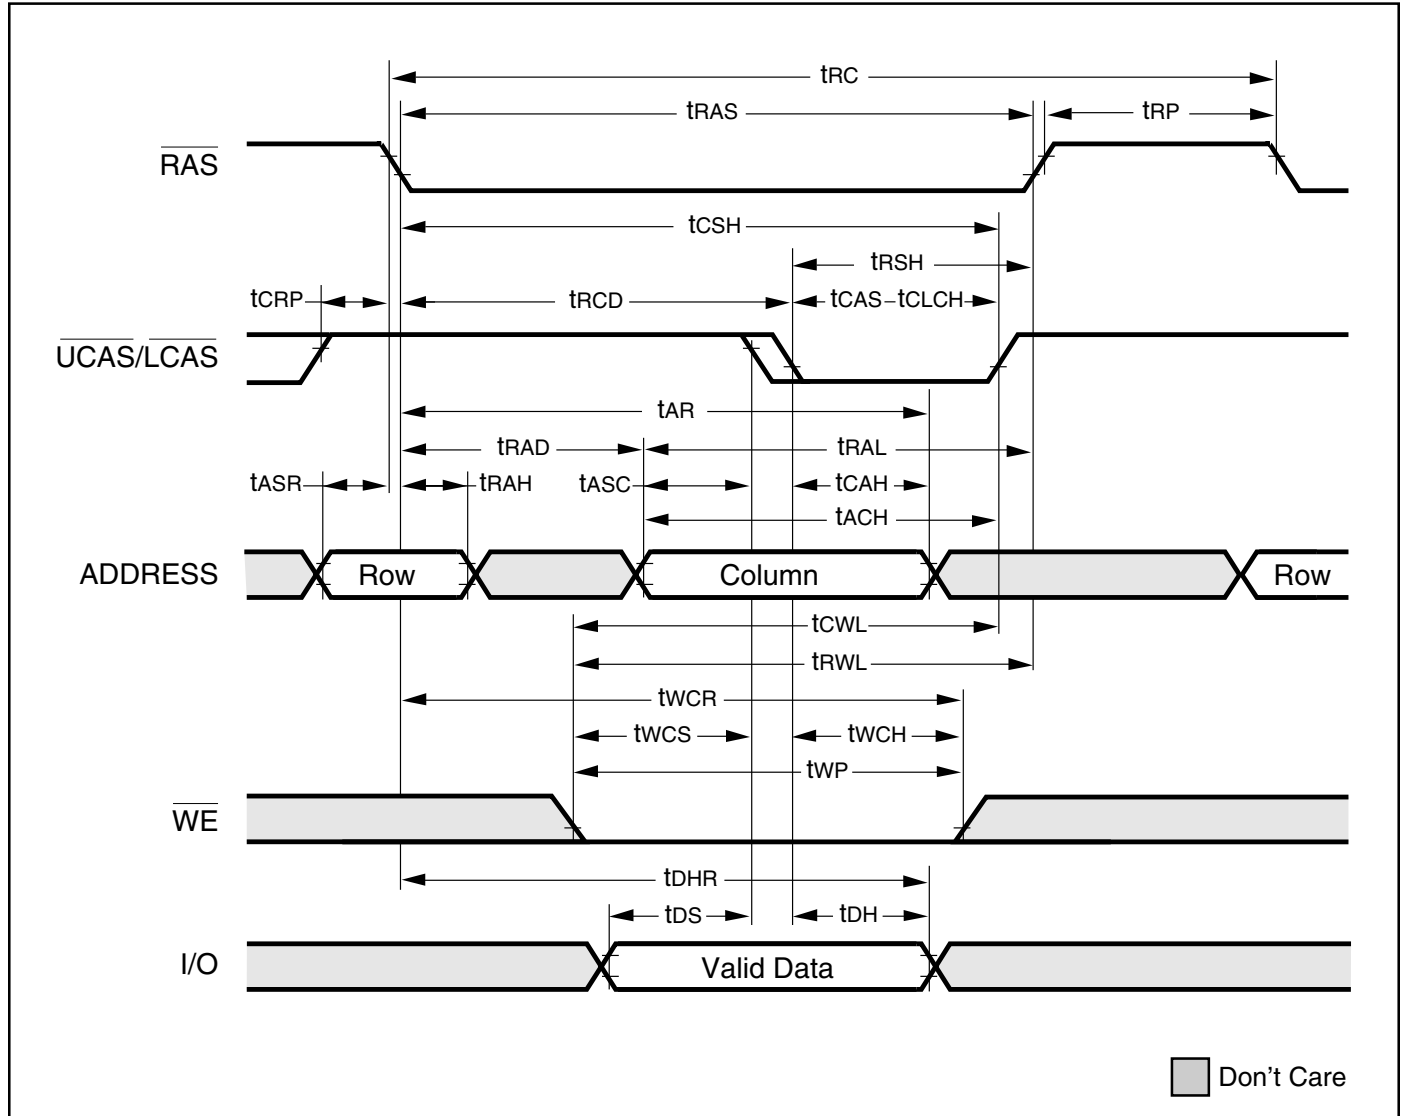 tRC
tRAS
tRP
RAS
tCSH
tRSH
tCRP
tRCD
tCAS
tCLCH
UCAS/LCAS
tAR
tRAD
tRAL
tASR
tRAH
tASC
tCAH
tACH
ADDRESS
Row
Column
Row
tCWL
tRWL
tWCR
tWCS
tWCH
tWP
WE
tDHR
tDS
tDH
I/O
Valid Data
Don't Care